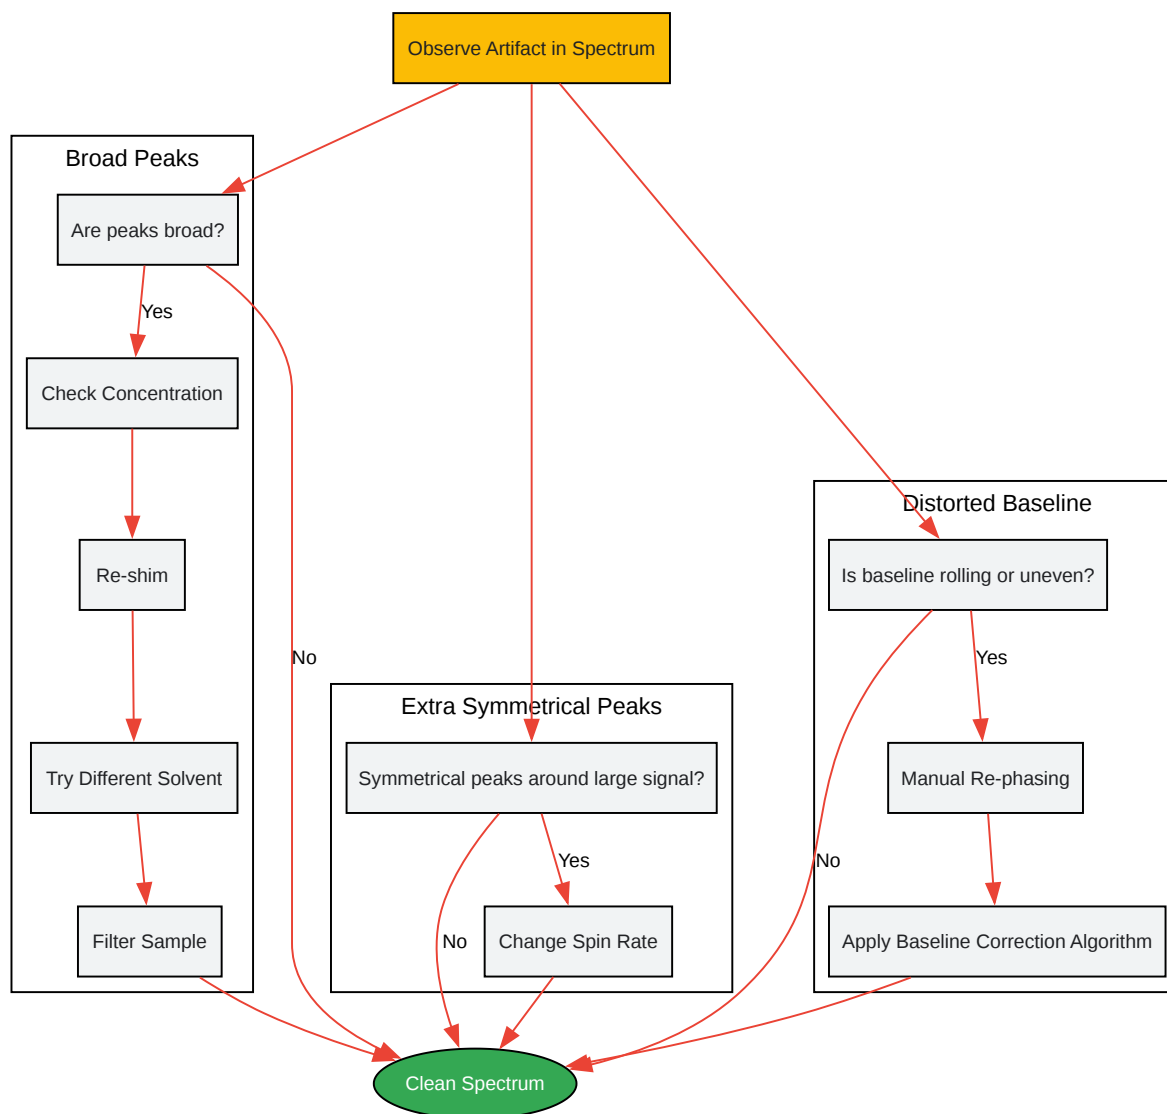 Observe Artifact in Spectrum
Broad Peaks
Are peaks broad?
Yes
Check Concentration
Re-shim
No
Try Different Solvent
Filter Sample
Extra Symmetrical Peaks
Symmetrical peaks around large signal?
Yes
No
Change Spin Rate
Distorted Baseline
Is baseline rolling or uneven?
Yes
Manual Re-phasing
No
Apply Baseline Correction Algorithm
Clean Spectrum